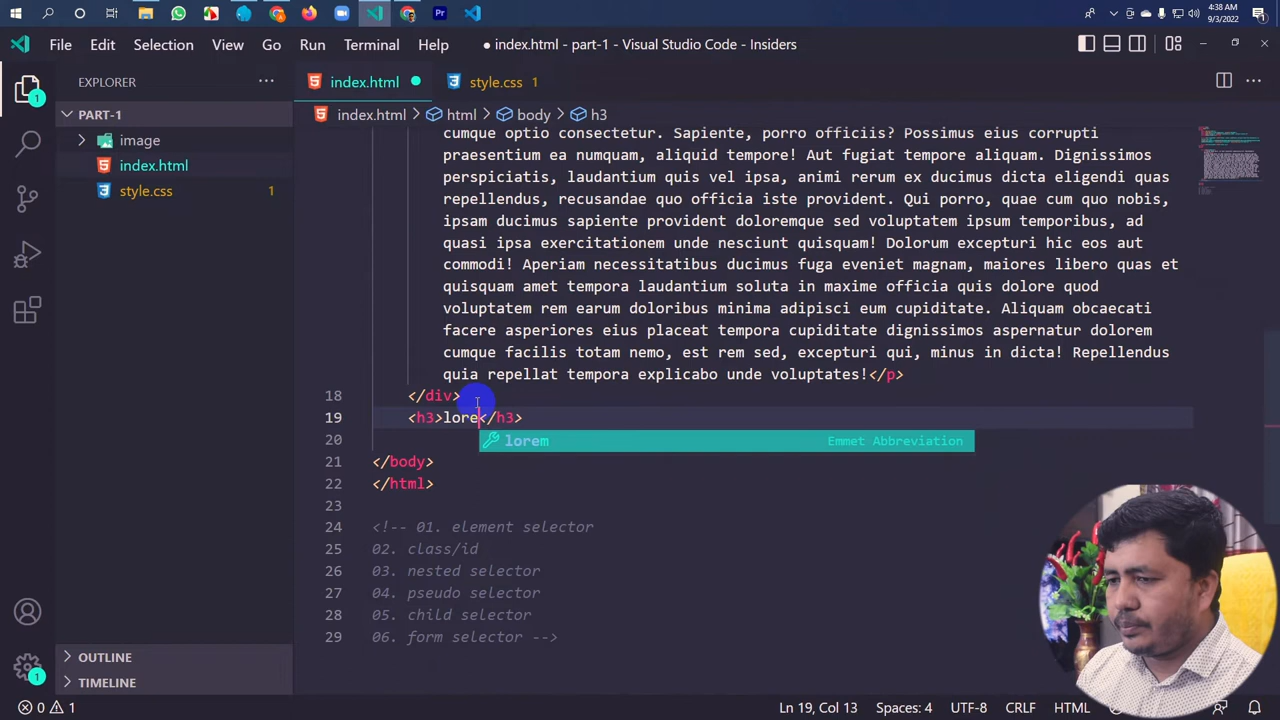 4:38 AM
9/3/2022
File Edit Selection View Go Run Terminal Help
● index.html - part-1 - Visual Studio Code - Insiders
EXPLORER
index.html
style.css 1
PART-1
index.html > html > body > h3
image
index.html
style.css 1
cumque optio consectetur. Sapiente, porro officiis? Possimus eius corrupti
praesentium ea numquam, aliquid tempore! Aut fugiat tempore aliquam. Dignissimos
perspiciatis, laudantium quis vel ipsa, animi rerum ex ducimus dicta eligendi quas
repellendus, recusandae quo officia iste provident. Qui porro, quae cum quo nobis,
ipsam ducimus sapiente provident doloremque sed voluptatem ipsum temporibus, ad
quasi ipsa exercitationem unde nesciunt quisquam! Dolorum excepturi hic eos aut
commodi! Aperiam necessitatibus ducimus fuga eveniet magnam, maiores libero quas et
quisquam amet tempora laudantium soluta in maxime officia quis dolore quod
voluptatem rem earum doloribus minima adipisci eum cupiditate. Aliquam obcaecati
facere asperiores eius placeat tempora cupiditate dignissimos aspernatur dolorem
cumque facilis totam nemo, est rem sed, excepturi qui, minus in dicta! Repellendus
quia repellat tempora explicabo unde voluptates!</p>
18 </div>
19 <h3>lore</h3>
lorem Emmet Abbreviation
20
21 </body>
22 </html>
23
24 <!-- 01. element selector
25 02. class/id
26 03. nested selector
27 04. pseudo selector
28 05. child selector
29 06. form selector -->
OUTLINE
TIMELINE
0 1
Ln 19, Col 13 Spaces: 4 UTF-8 CRLF HTML